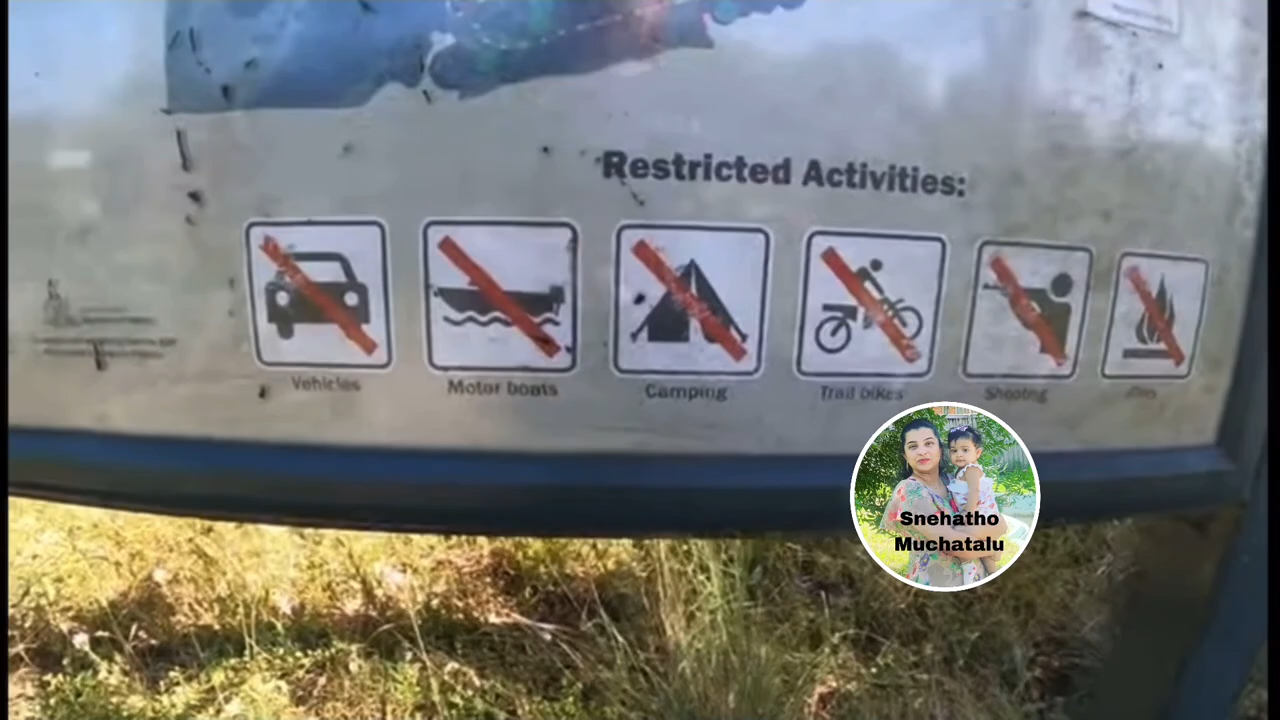 Restricted Activities:
Vehicles
Motor boats
Camping
Trail bikes
Shooting
Snehatho
Muchatalu